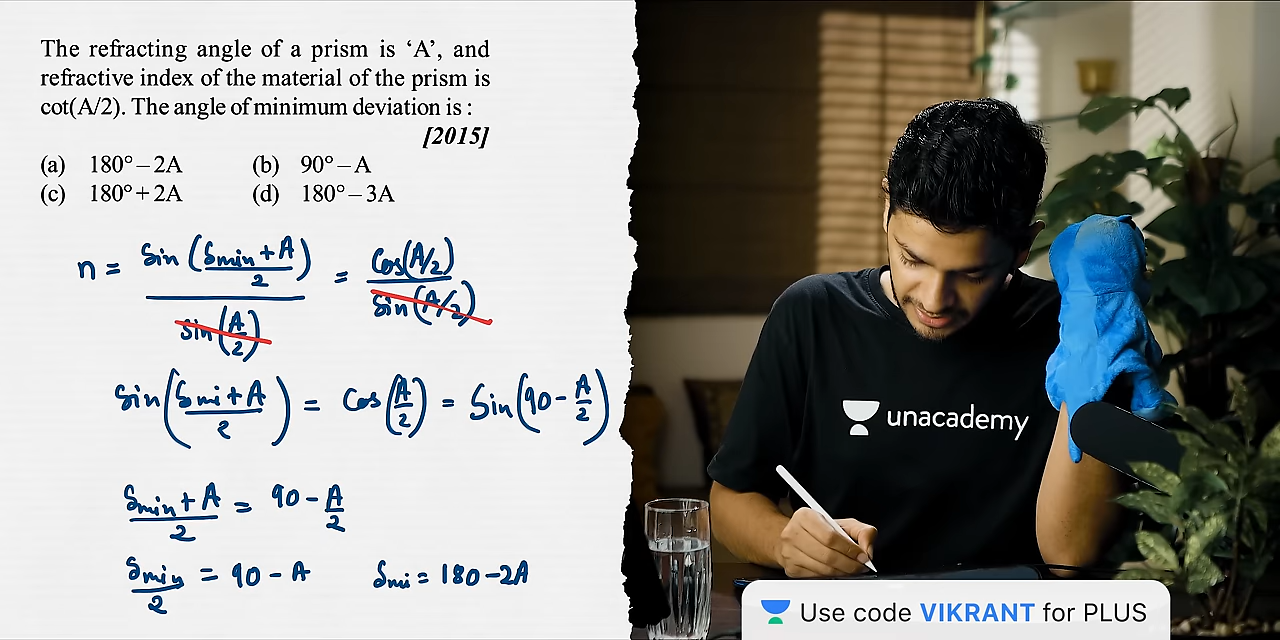 The refracting angle of a prism is ‘A’, and
refractive index of the material of the prism is
cot(A/2). The angle of minimum deviation is :
[2015]
(a) 180° – 2A (b) 90° – A
(c) 180° + 2A (d) 180° – 3A
n = sin (δmin + A / 2) / sin (A/2) = cos(A/2) / sin(A/2)
sin (δmi + A / 2) = cos (A/2) = sin (90 - A/2)
δmin + A / 2 = 90 - A/2
δmin / 2 = 90 - A δmi = 180 - 2A
unacademy
Use code VIKRANT for PLUS